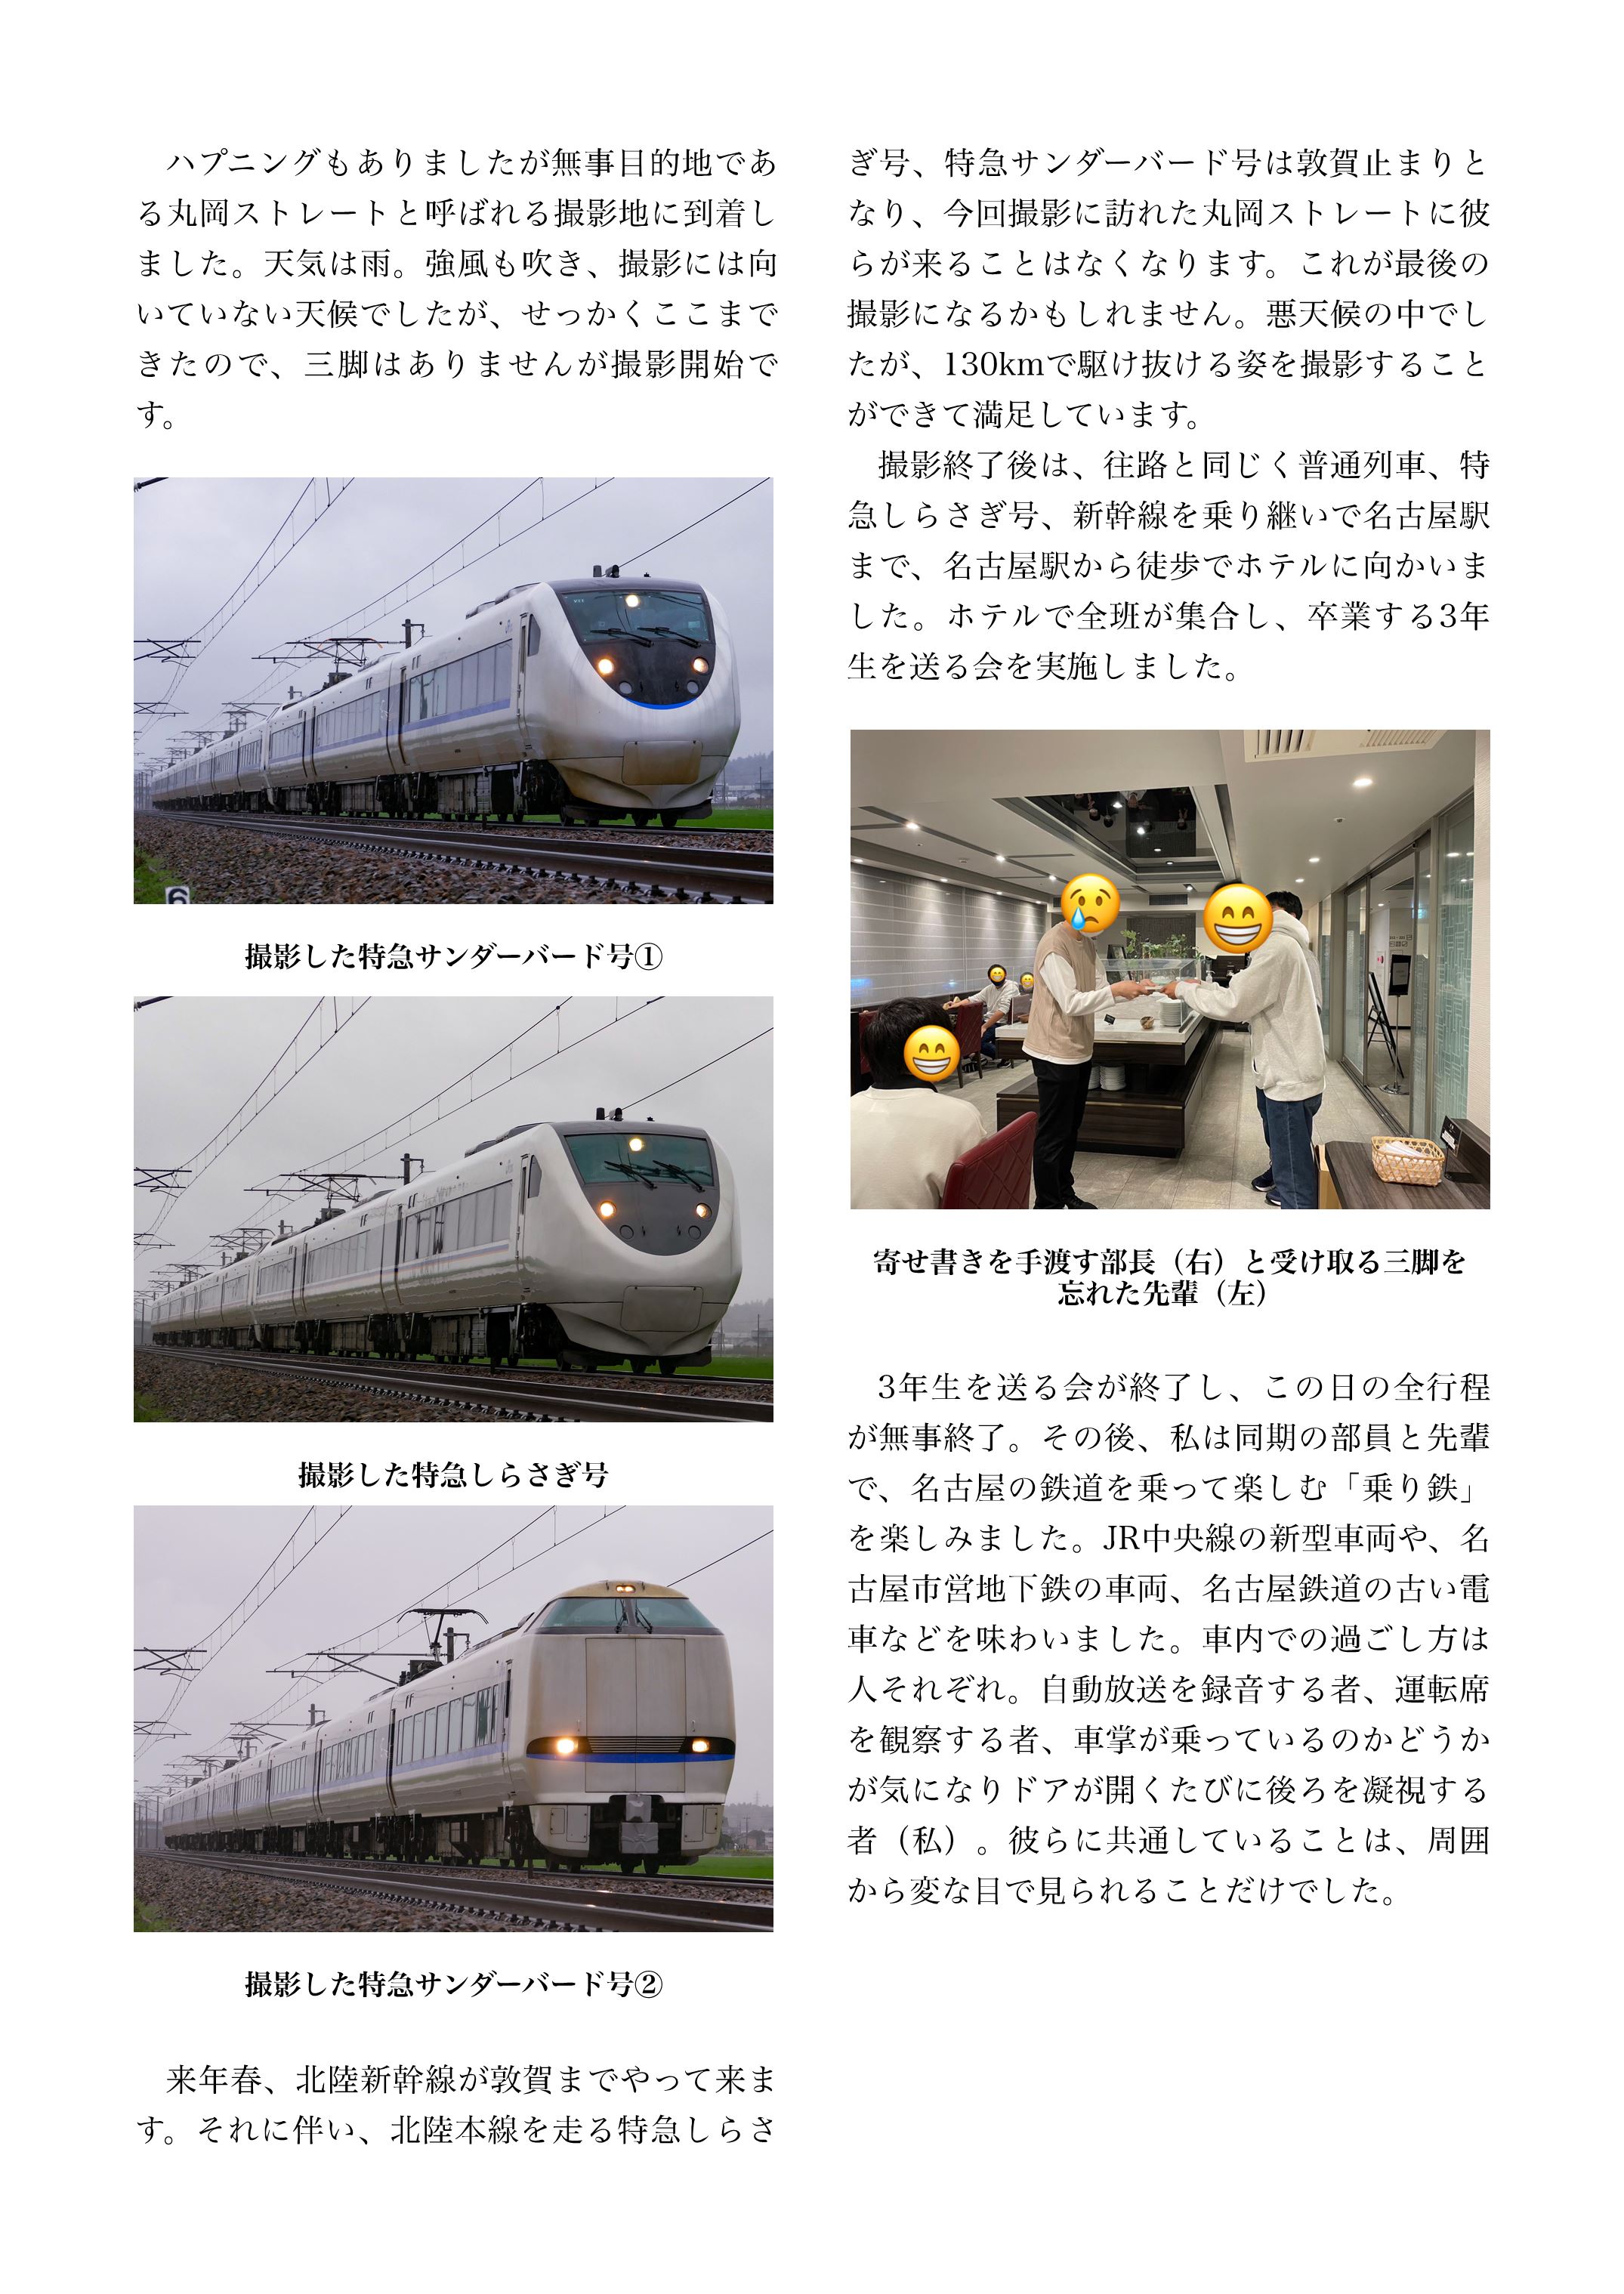 ハプニングもありましたが無事目的地であ
る丸岡ストレートと呼ばれる撮影地に到着し
ました。天気は雨。強風も吹き、撮影には向
いていない天候でしたが、せっかくここまで
きたので、三脚はありませんが撮影開始で
す。
6
撮影した特急サンダーバード号①
撮影した特急しらさぎ号
撮影した特急サンダーバード号②
来年春、北陸新幹線が敦賀までやって来ま
す。それに伴い、北陸本線を走る特急しらさ
ぎ号、特急サンダーバード号は敦賀止まりと
なり、今回撮影に訪れた丸岡ストレートに彼
らが来ることはなくなります。これが最後の
撮影になるかもしれません。悪天候の中でし
たが、130kmで駆け抜ける姿を撮影すること
ができて満足しています。
撮影終了後は、往路と同じく普通列車、特
急しらさぎ号、新幹線を乗り継いで名古屋駅
まで、名古屋駅から徒歩でホテルに向かいま
した。ホテルで全班が集合し、卒業する3年
生を送る会を実施しました。
寄せ書きを手渡す部長（右）と受け取る三脚を
忘れた先輩（左）
3年生を送る会が終了し、この日の全行程
が無事終了。その後、私は同期の部員と先輩
で、名古屋の鉄道を乗って楽しむ「乗り鉄」
を楽しみました。JR中央線の新型車両や、名
古屋市営地下鉄の車両、名古屋鉄道の古い電
車などを味わいました。車内での過ごし方は
人それぞれ。自動放送を録音する者、運転席
を観察する者、車掌が乗っているのかどうか
が気になりドアが開くたびに後ろを凝視する
者（私）。彼らに共通していることは、周囲
から変な目で見られることだけでした。